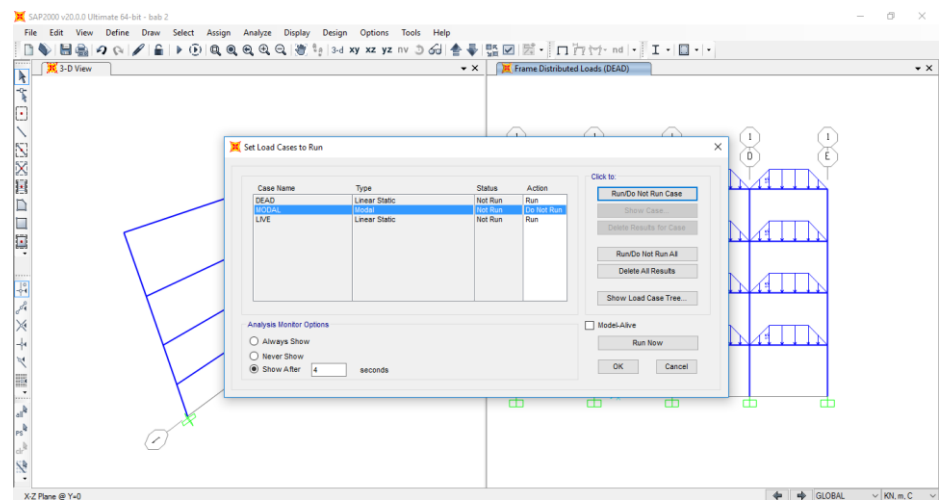 SAP2000 v20.0.0 Ultimate 64-bit - bab 2
File Edit View Define Draw Select Assign Analyze Display Design Options Tools Help
3-d xy xz yz nv
nd
3-D View
Frame Distributed Loads (DEAD)
1
1
D
E
Set Load Cases to Run
Case Name Type Status Action
DEAD Linear Static Not Run Run
MODAL Modal Not Run Do Not Run
LIVE Linear Static Not Run Run
Click to:
Run/Do Not Run Case
Show Case...
Delete Results for Case
Run/Do Not Run All
Delete All Results
Show Load Case Tree...
Analysis Monitor Options
Always Show
Never Show
Show After 4 seconds
Model-Alive
Run Now
OK Cancel
X-Z Plane @ Y=0
GLOBAL KN, m, C